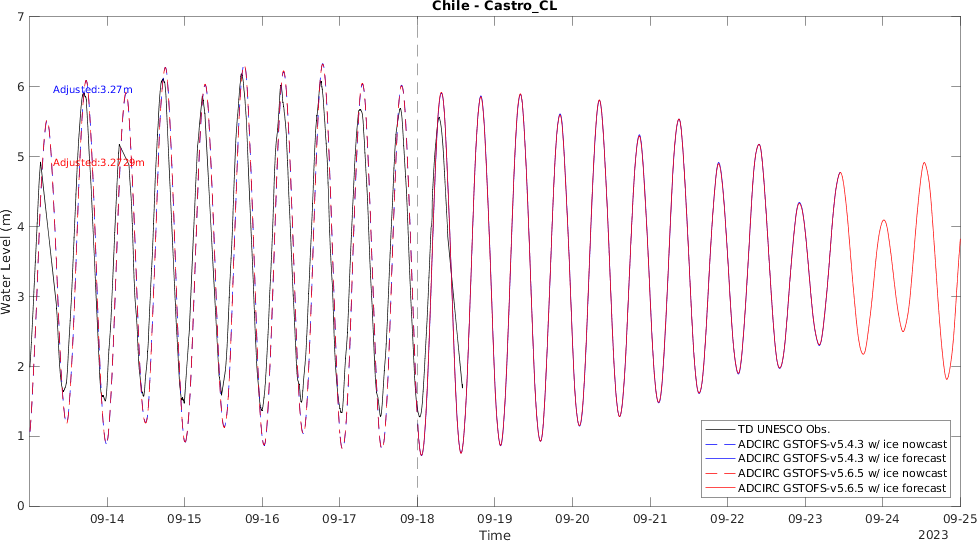 Chile - Castro_CL
7
6
5
4
3
2
1
0
Water Level (m)
Adjusted:3.27m
Adjusted:3.2729m
TD UNESCO Obs.
ADCIRC GSTOFS-v5.4.3 w/ ice nowcast
ADCIRC GSTOFS-v5.4.3 w/ ice forecast
ADCIRC GSTOFS-v5.6.5 w/ ice nowcast
ADCIRC GSTOFS-v5.6.5 w/ ice forecast
09-14 09-15 09-16 09-17 09-18 09-19 09-20 09-21 09-22 09-23 09-24 09-25
Time
2023